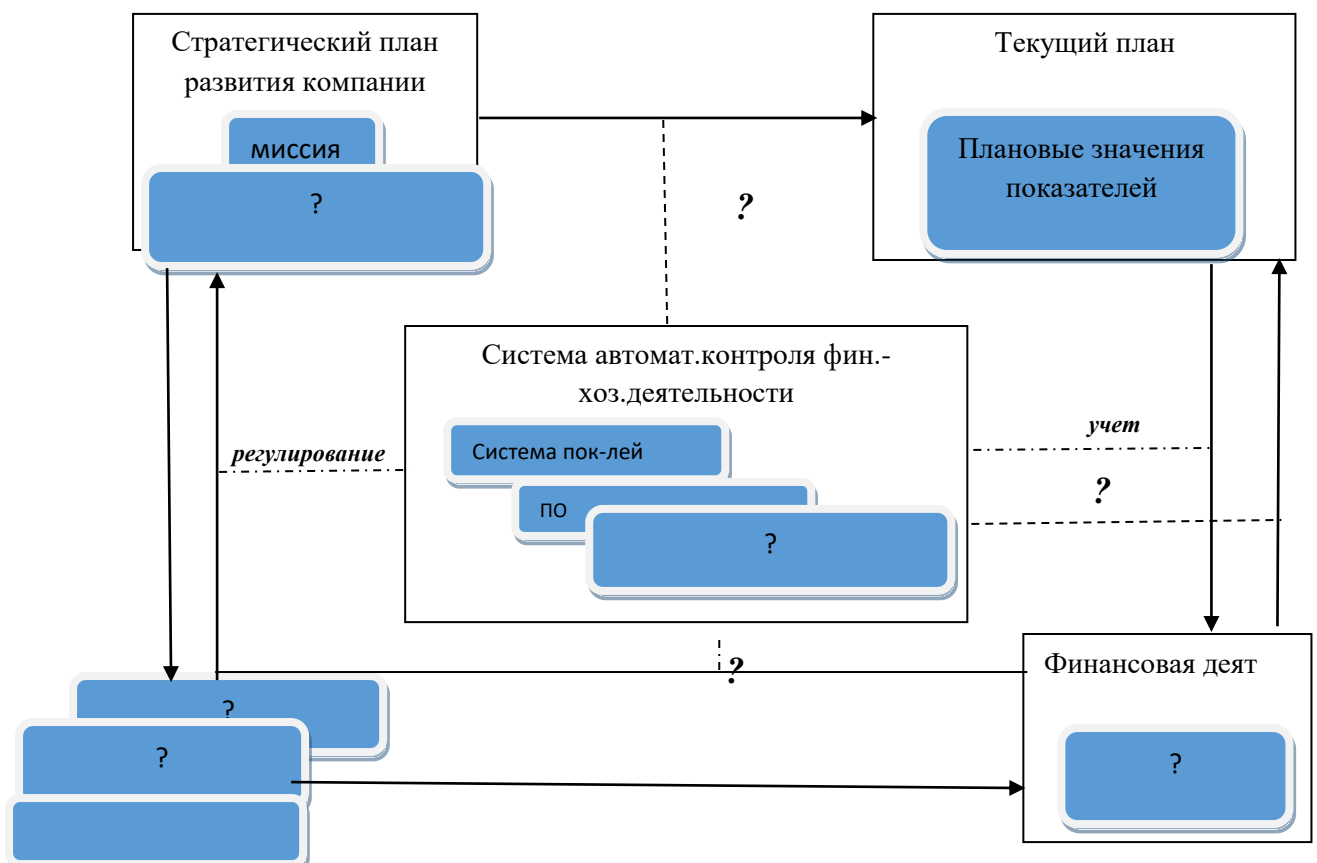 Стратегический план
развития компании
миссия
?
Текущий план
Плановые значения
показателей
?
Система автомат.контроля фин.-
хоз.деятельности
Система пок-лей
ПО
?
регулирование
учет
?
?
Финансовая деят
?
?
?